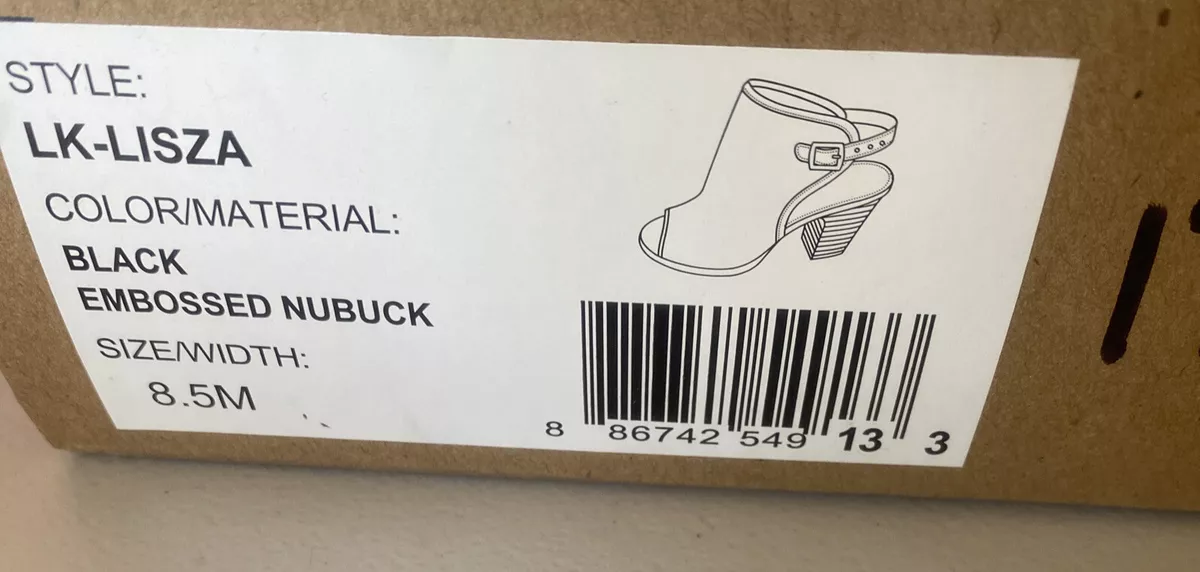 STYLE:
LK-LISZA
COLOR/MATERIAL:
BLACK
EMBOSSED NUBUCK
SIZE/WIDTH:
8.5M
8 86742 549 13 3